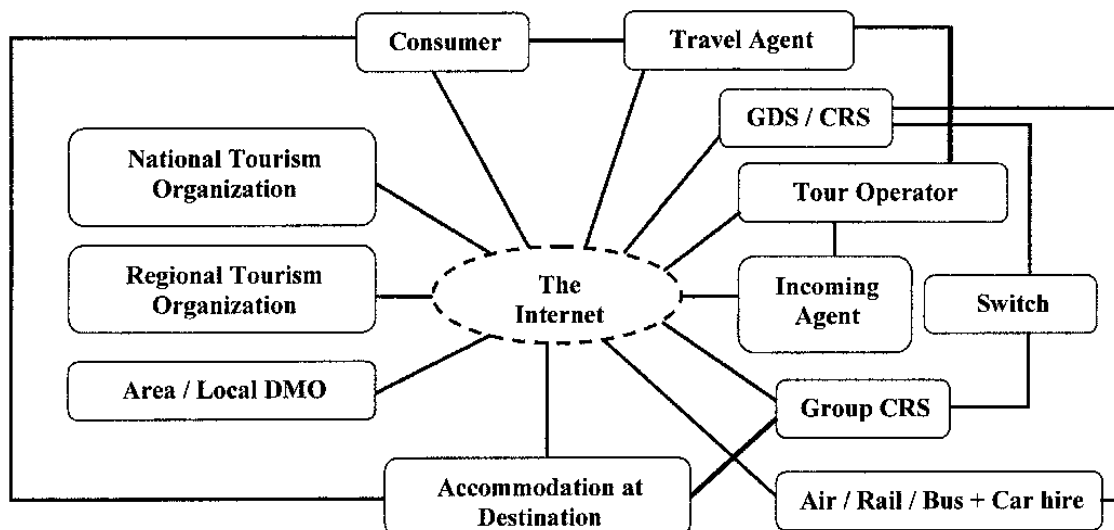 Consumer
Travel Agent
GDS / CRS
National Tourism
Organization
Tour Operator
Regional Tourism
Organization
The
Internet
Incoming
Agent
Switch
Area / Local DMO
Group CRS
Accommodation at
Destination
Air / Rail / Bus + Car hire